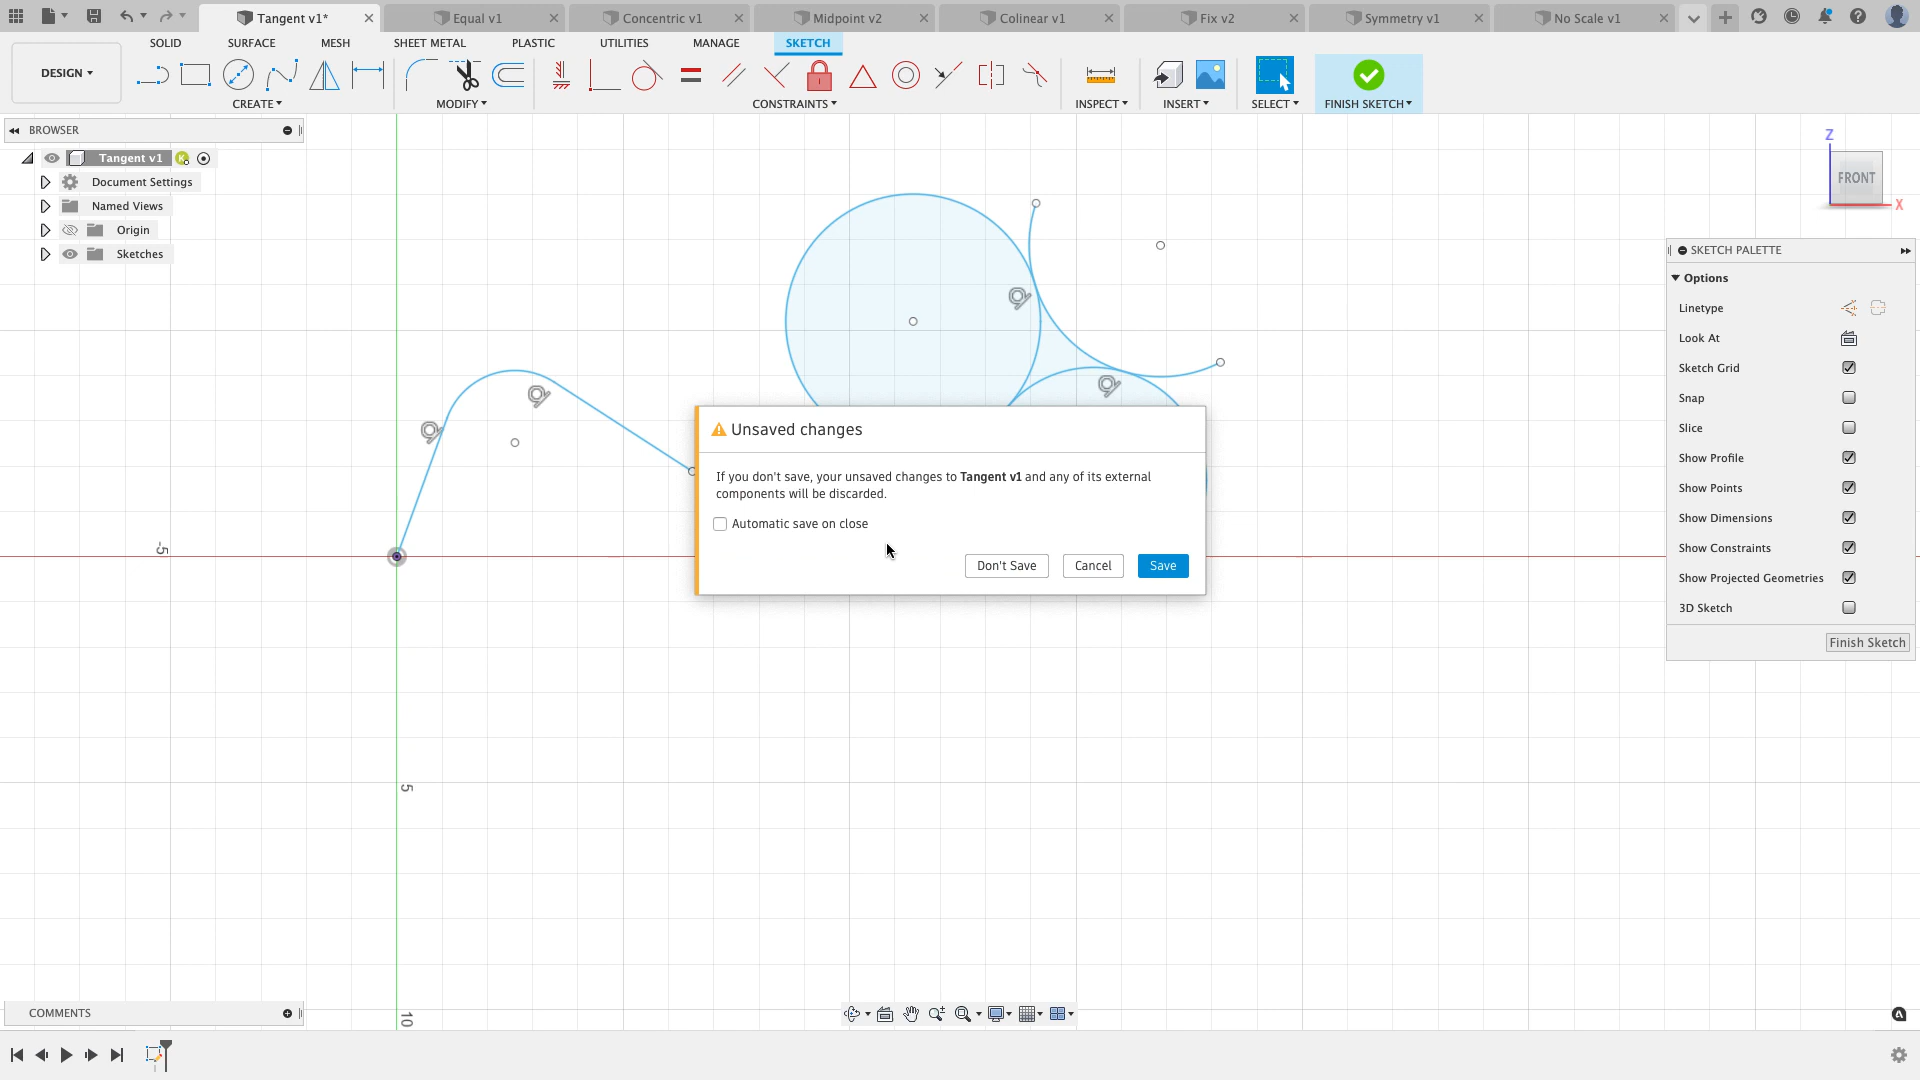 Tangent v1*
Equal v1
Concentric v1
Midpoint v2
Colinear v1
Fix v2
Symmetry v1
No Scale v1
SOLID
SURFACE
MESH
SHEET METAL
PLASTIC
UTILITIES
MANAGE
SKETCH
DESIGN
CREATE
MODIFY
CONSTRAINTS
INSPECT
INSERT
SELECT
FINISH SKETCH
BROWSER
Tangent v1
Document Settings
Named Views
Origin
Sketches
Z
FRONT
X
SKETCH PALETTE
Options
Linetype
Look At
Sketch Grid
Snap
Slice
Show Profile
Show Points
Show Dimensions
Show Constraints
Show Projected Geometries
3D Sketch
Finish Sketch
Unsaved changes
If you don't save, your unsaved changes to Tangent v1 and any of its external
components will be discarded.
Automatic save on close
Don't Save
Cancel
Save
-5
5
10
COMMENTS